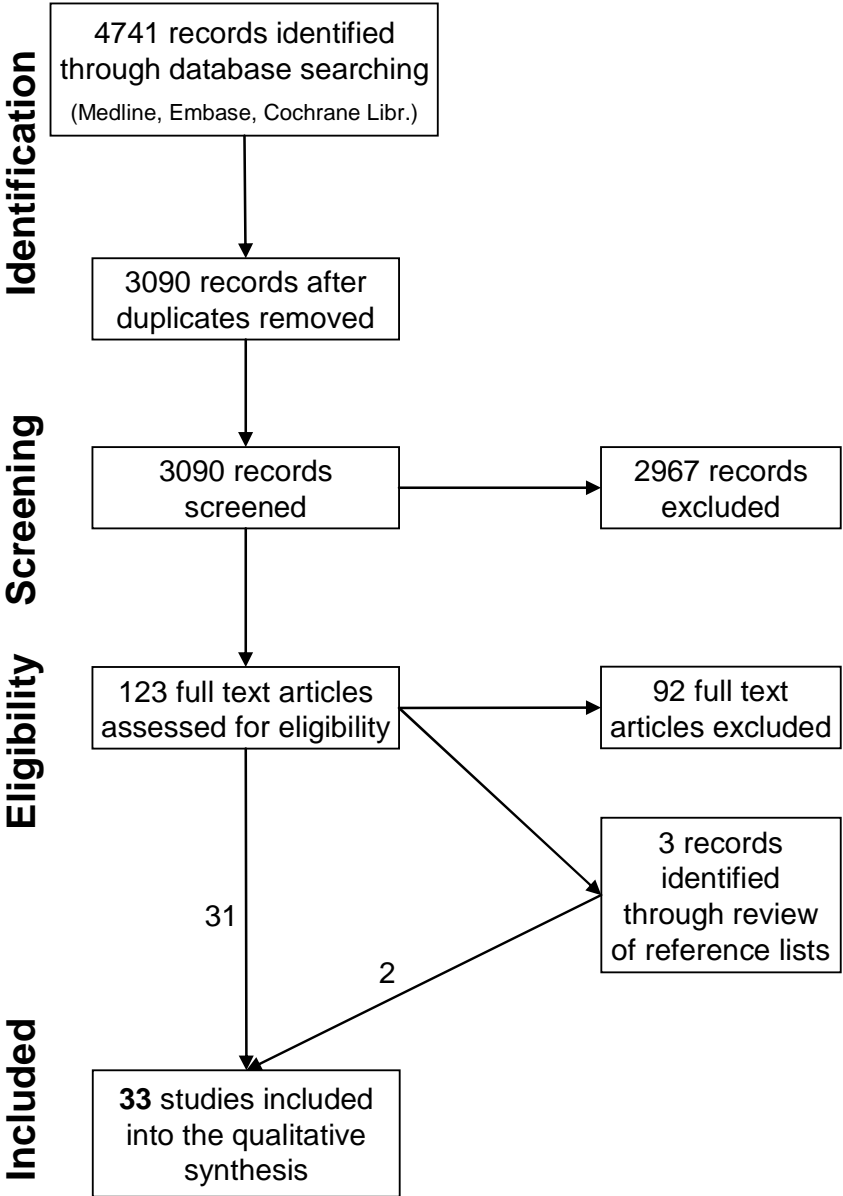 Identification
4741 records identified
through database searching
(Medline, Embase, Cochrane Libr.)
3090 records after
duplicates removed
Screening
3090 records
screened
2967 records
excluded
Eligibility
123 full text articles
assessed for eligibility
92 full text
articles excluded
3 records
identified
through review
of reference lists
31
2
Included
33 studies included
into the qualitative
synthesis